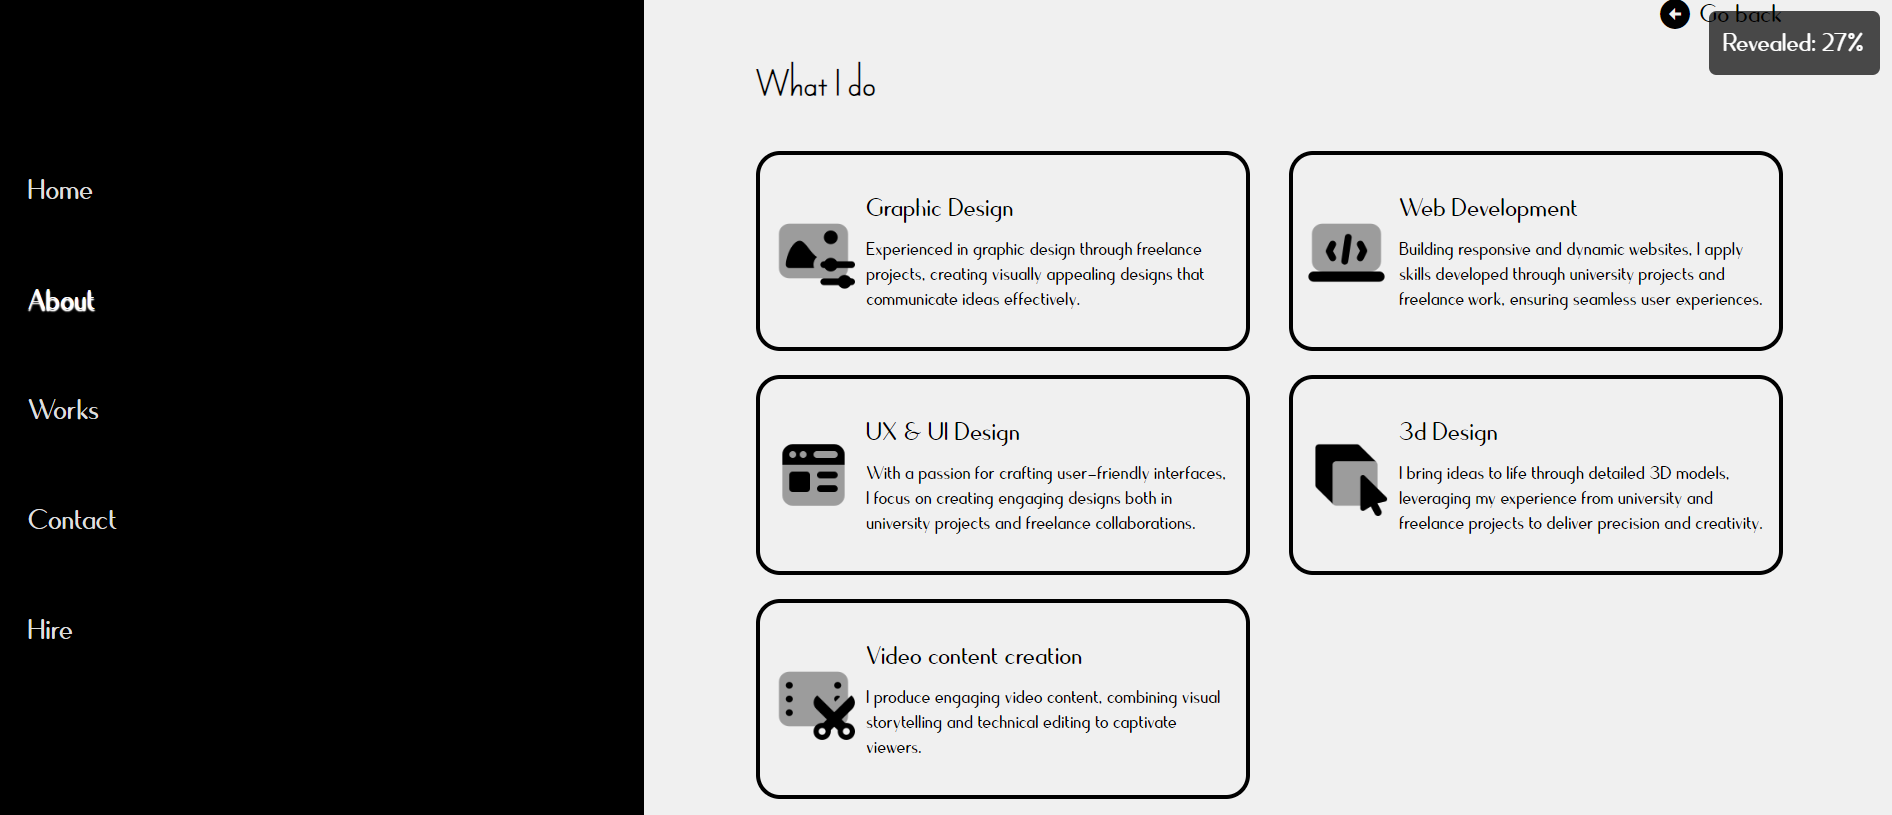 Home
About
Works
Contact
Hire
Go back
Revealed: 27%
What I do
Graphic Design
Experienced in graphic design through freelance
projects, creating visually appealing designs that
communicate ideas effectively.
Web Development
Building responsive and dynamic websites, I apply
skills developed through university projects and
freelance work, ensuring seamless user experiences.
UX & UI Design
With a passion for crafting user-friendly interfaces,
I focus on creating engaging designs both in
university projects and freelance collaborations.
3d Design
I bring ideas to life through detailed 3D models,
leveraging my experience from university and
freelance projects to deliver precision and creativity.
Video content creation
I produce engaging video content, combining visual
storytelling and technical editing to captivate
viewers.